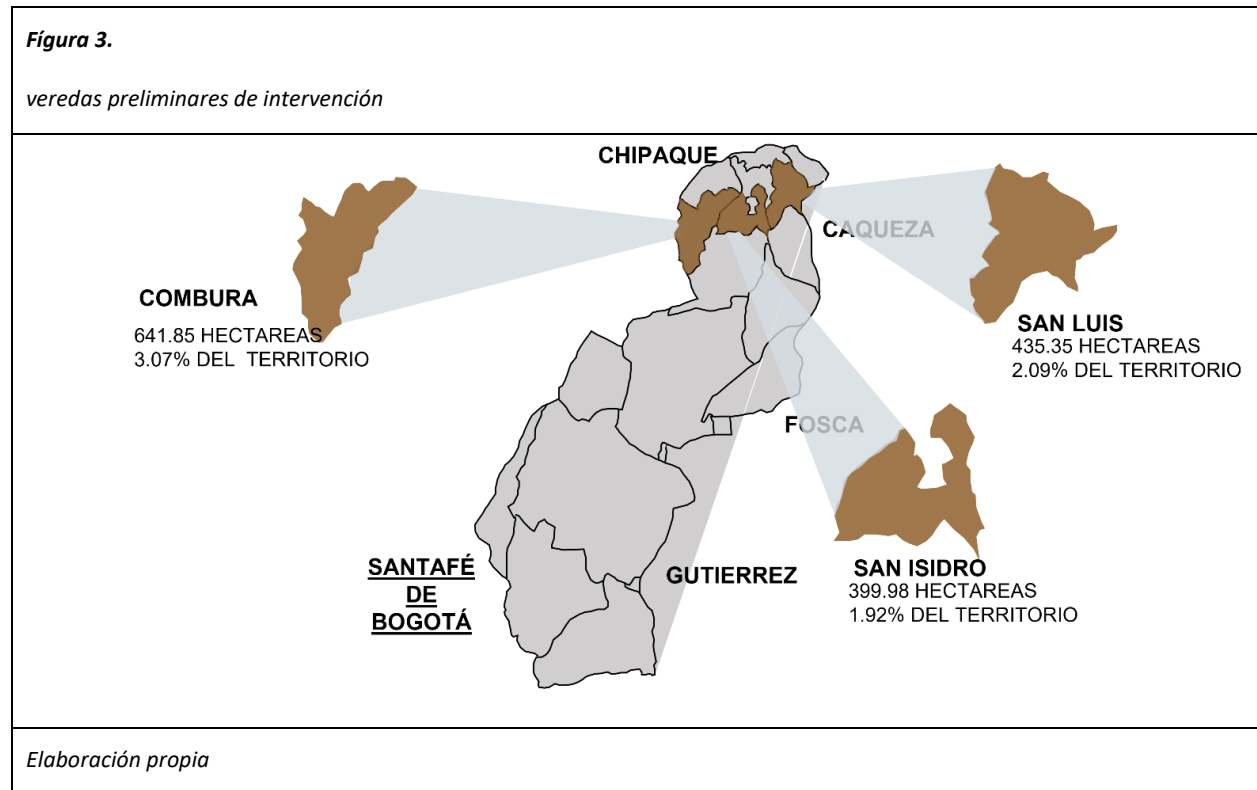 Fígura 3.
veredas preliminares de intervención
CHIPAQUE
CAQUEZA
COMBURA
641.85 HECTAREAS
3.07% DEL TERRITORIO
SAN LUIS
435.35 HECTAREAS
2.09% DEL TERRITORIO
FOSCA
SANTAFÉ
DE
BOGOTÁ
GUTIERREZ
SAN ISIDRO
399.98 HECTAREAS
1.92% DEL TERRITORIO
Elaboración propia